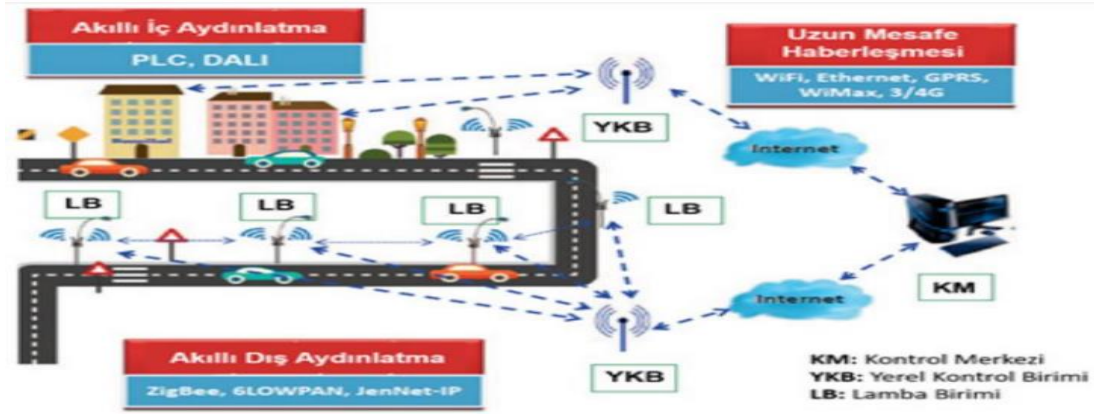 Akıllı İç Aydınlatma
PLC, DALI
Uzun Mesafe
Haberleşmesi
WiFi, Ethernet, GPRS,
WiMax, 3/4G
YKB
Internet
LB
LB
LB
LB
KM
Internet
YKB
Akıllı Dış Aydınlatma
ZigBee, 6LOWPAN, JenNet-IP
KM: Kontrol Merkezi
YKB: Yerel Kontrol Birimi
LB: Lamba Birimi